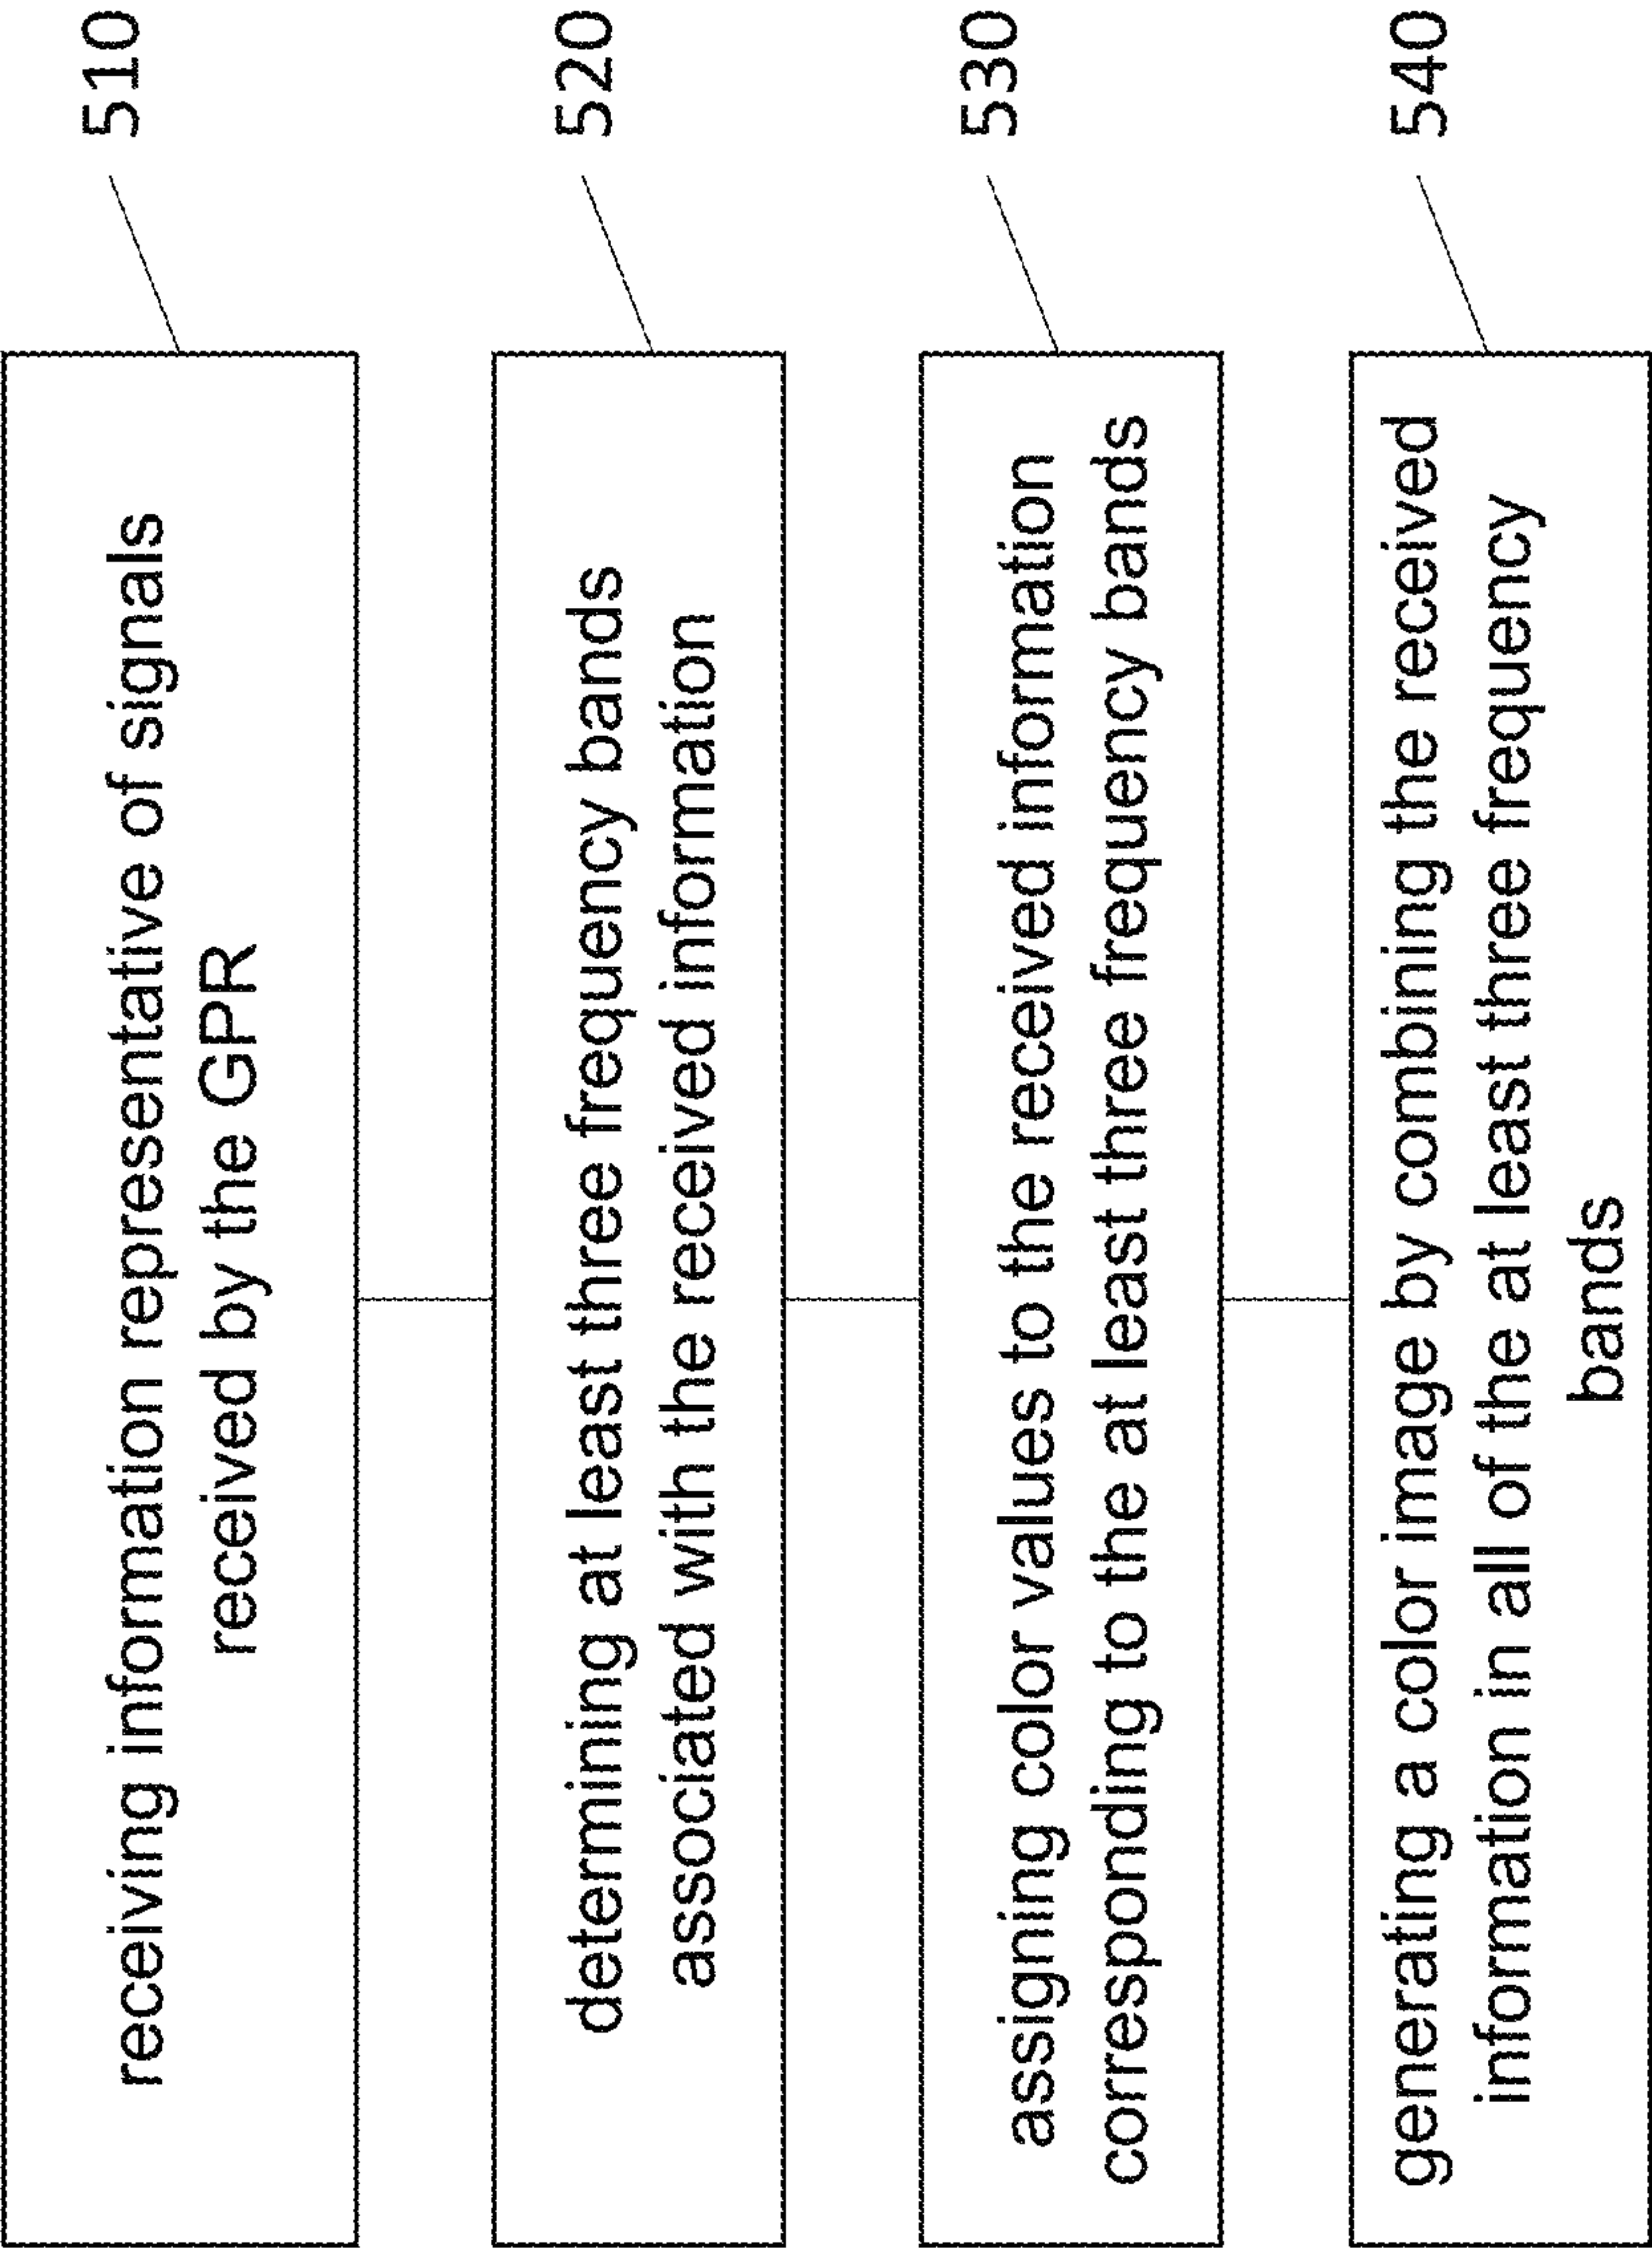 receiving information representative of signals
received by the GPR
510
determining at least three frequency bands
associated with the received information
520
assigning color values to the received information
corresponding to the at least three frequency bands
530
generating a color image by combining the received
information in all of the at least three frequency
bands
540